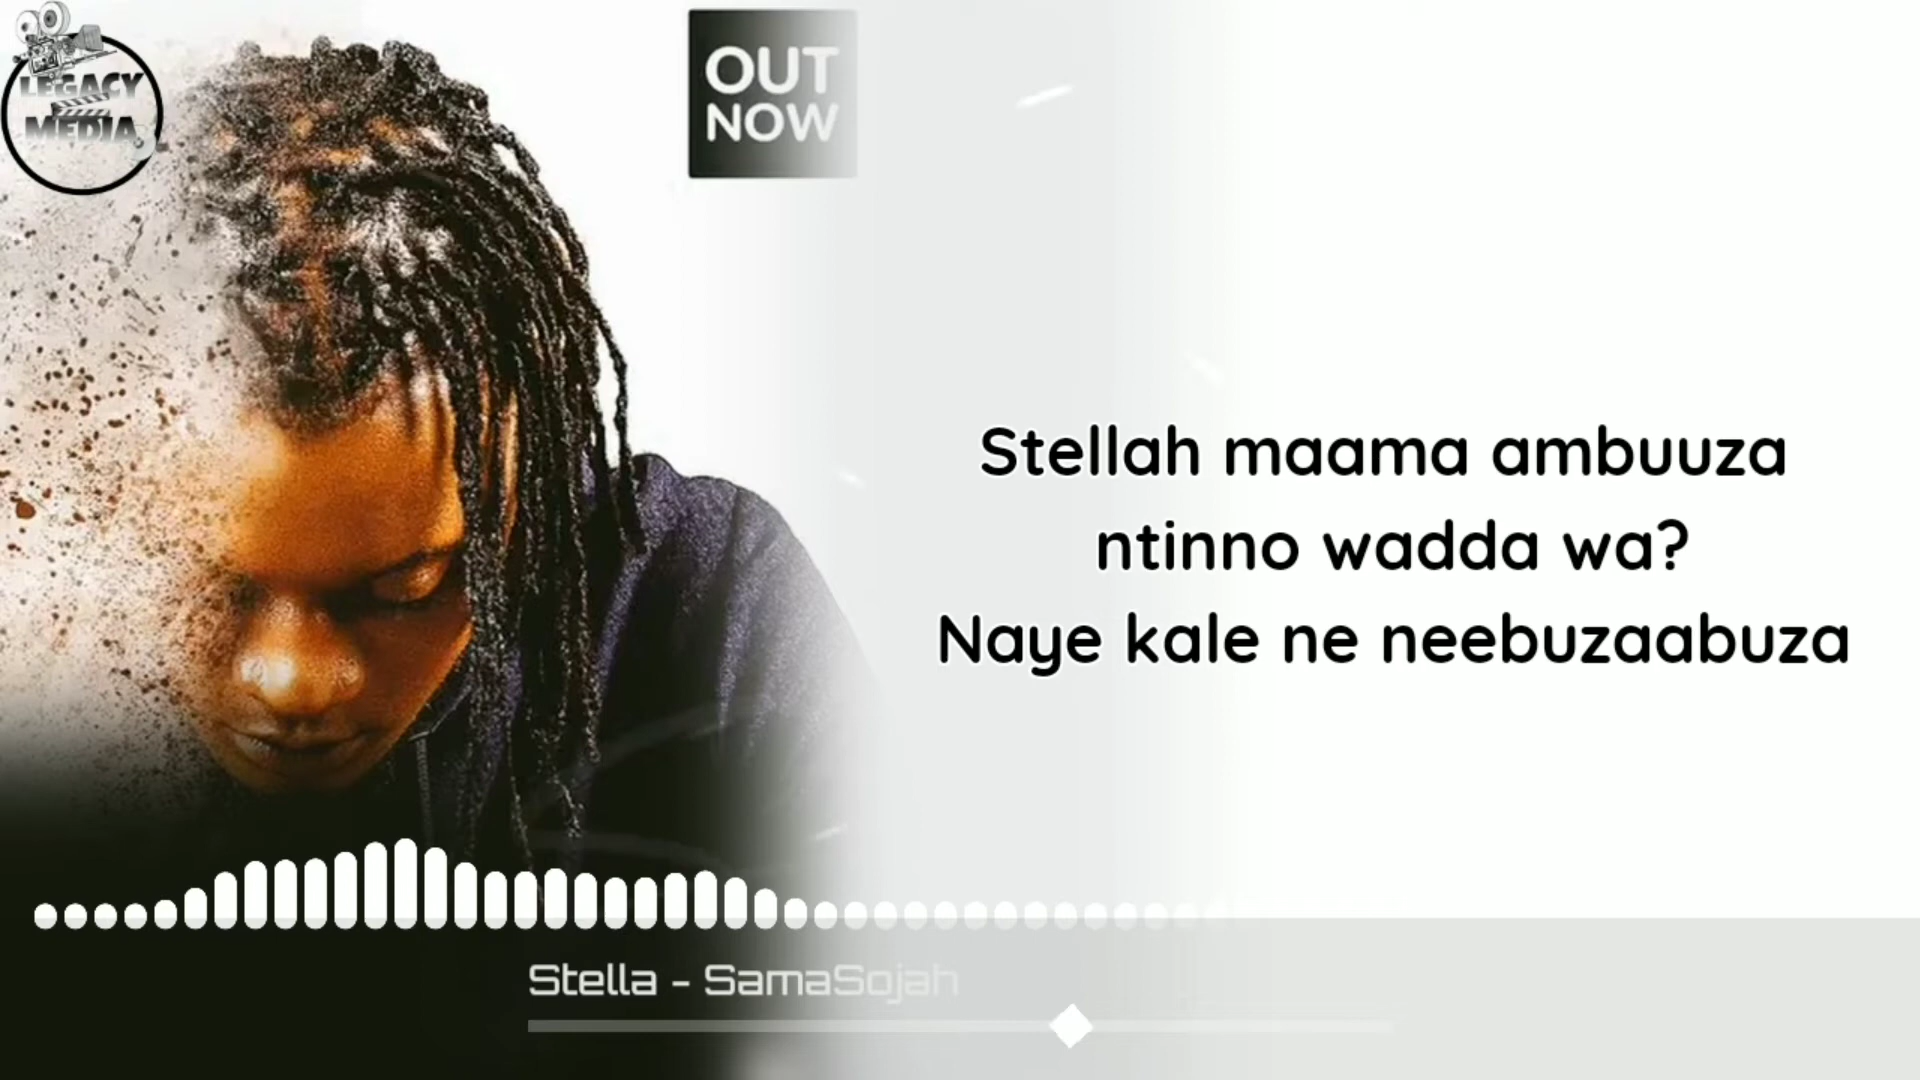 LEGACY
MEDIA
OUT
NOW
Stellah maama ambuuza
ntinno wadda wa?
Naye kale ne neebuzaabuza
Stella - SamaSojah